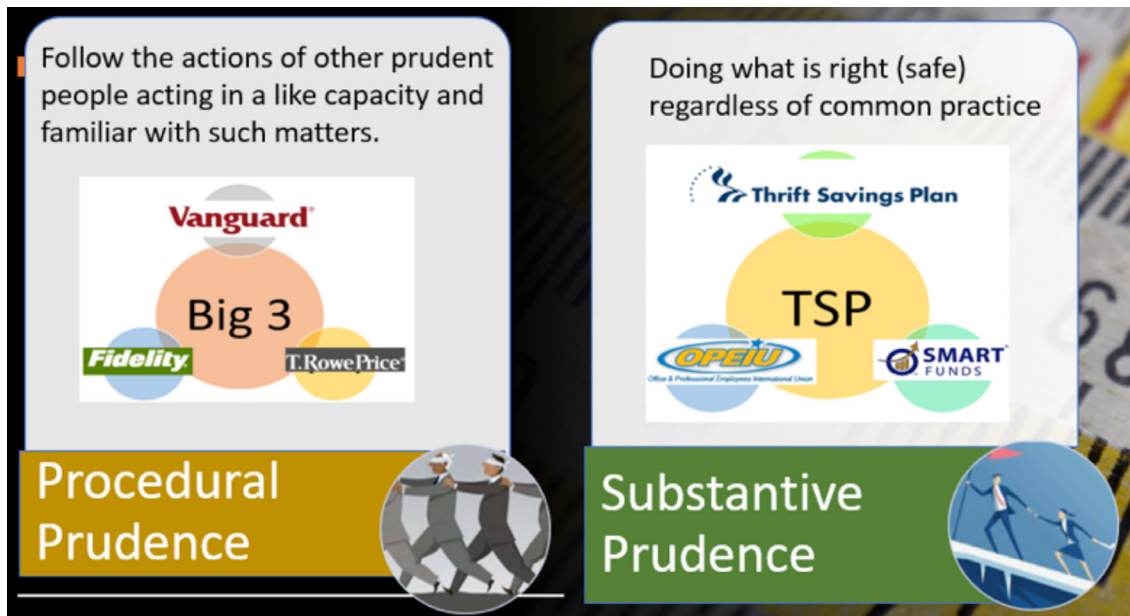 Follow the actions of other prudent
people acting in a like capacity and
familiar with such matters.
Vanguard®
Big 3
Fidelity
T.RowePrice
Procedural
Prudence
Doing what is right (safe)
regardless of common practice
Thrift Savings Plan
TSP
OPEIU
Office & Professional Employees International Union
SMART
FUNDS
Substantive
Prudence
68